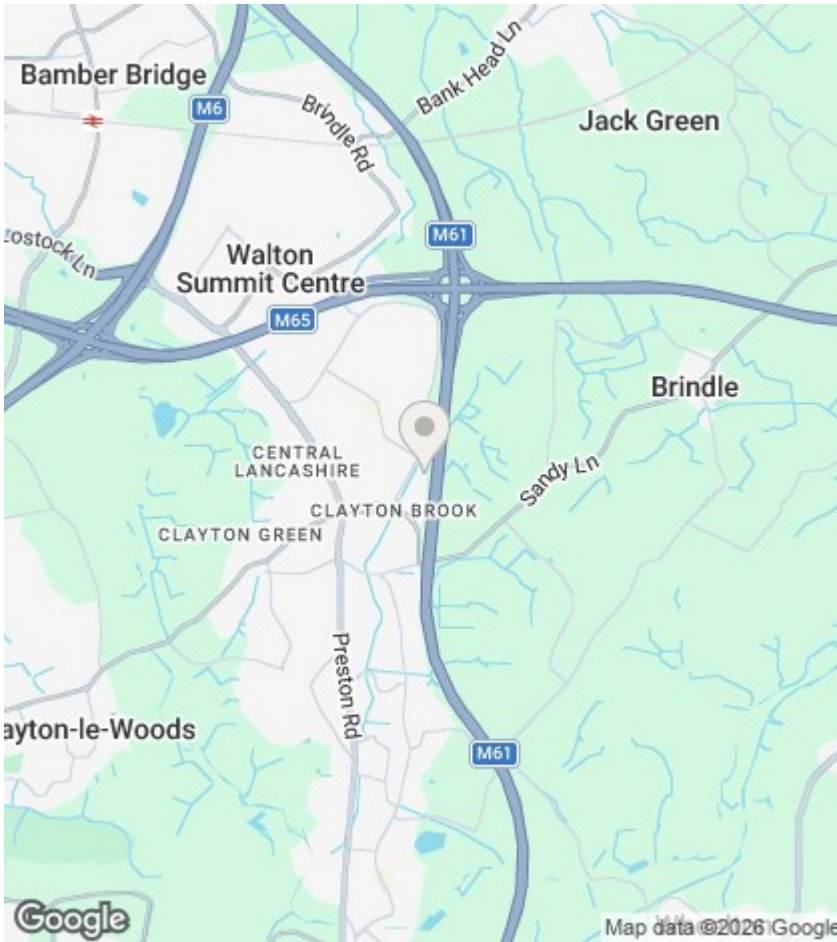 Bamber Bridge
M6
Bank Head Ln
Brindle Rd
Jack Green
M61
ostock Ln
Walton
Summit Centre
M65
Brindle
CENTRAL
LANCASHIRE
Sandy Ln
CLAYTON BROOK
CLAYTON GREEN
Preston Rd
ayton-le-Woods
M61
Google
Map data ©2026 Google